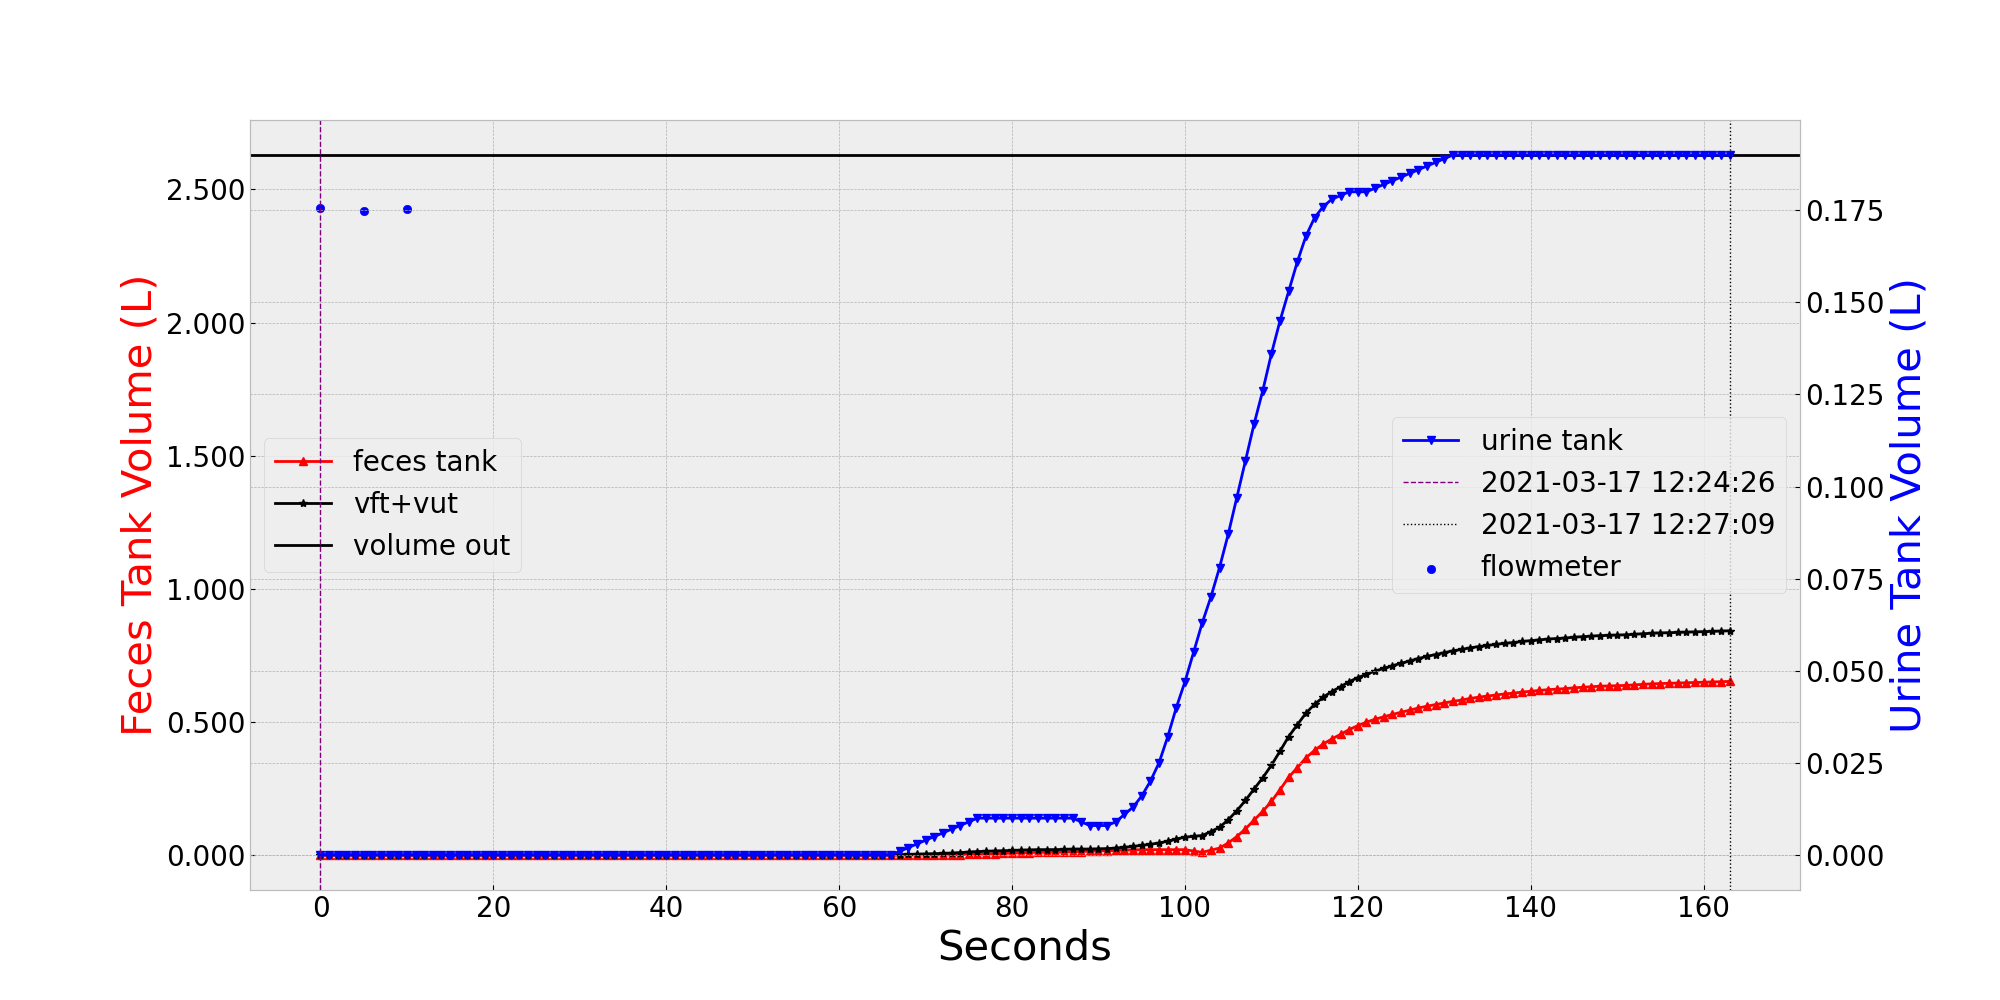 Feces Tank Volume (L)
2.500
2.000
1.500
1.000
0.500
0.000
feces tank
vft+vut
volume out
urine tank
2021-03-17 12:24:26
2021-03-17 12:27:09
flowmeter
0.175
0.150
0.125
0.100
0.075
0.050
0.025
0.000
Urine Tank Volume (L)
0 20 40 60 80 100 120 140 160
Seconds